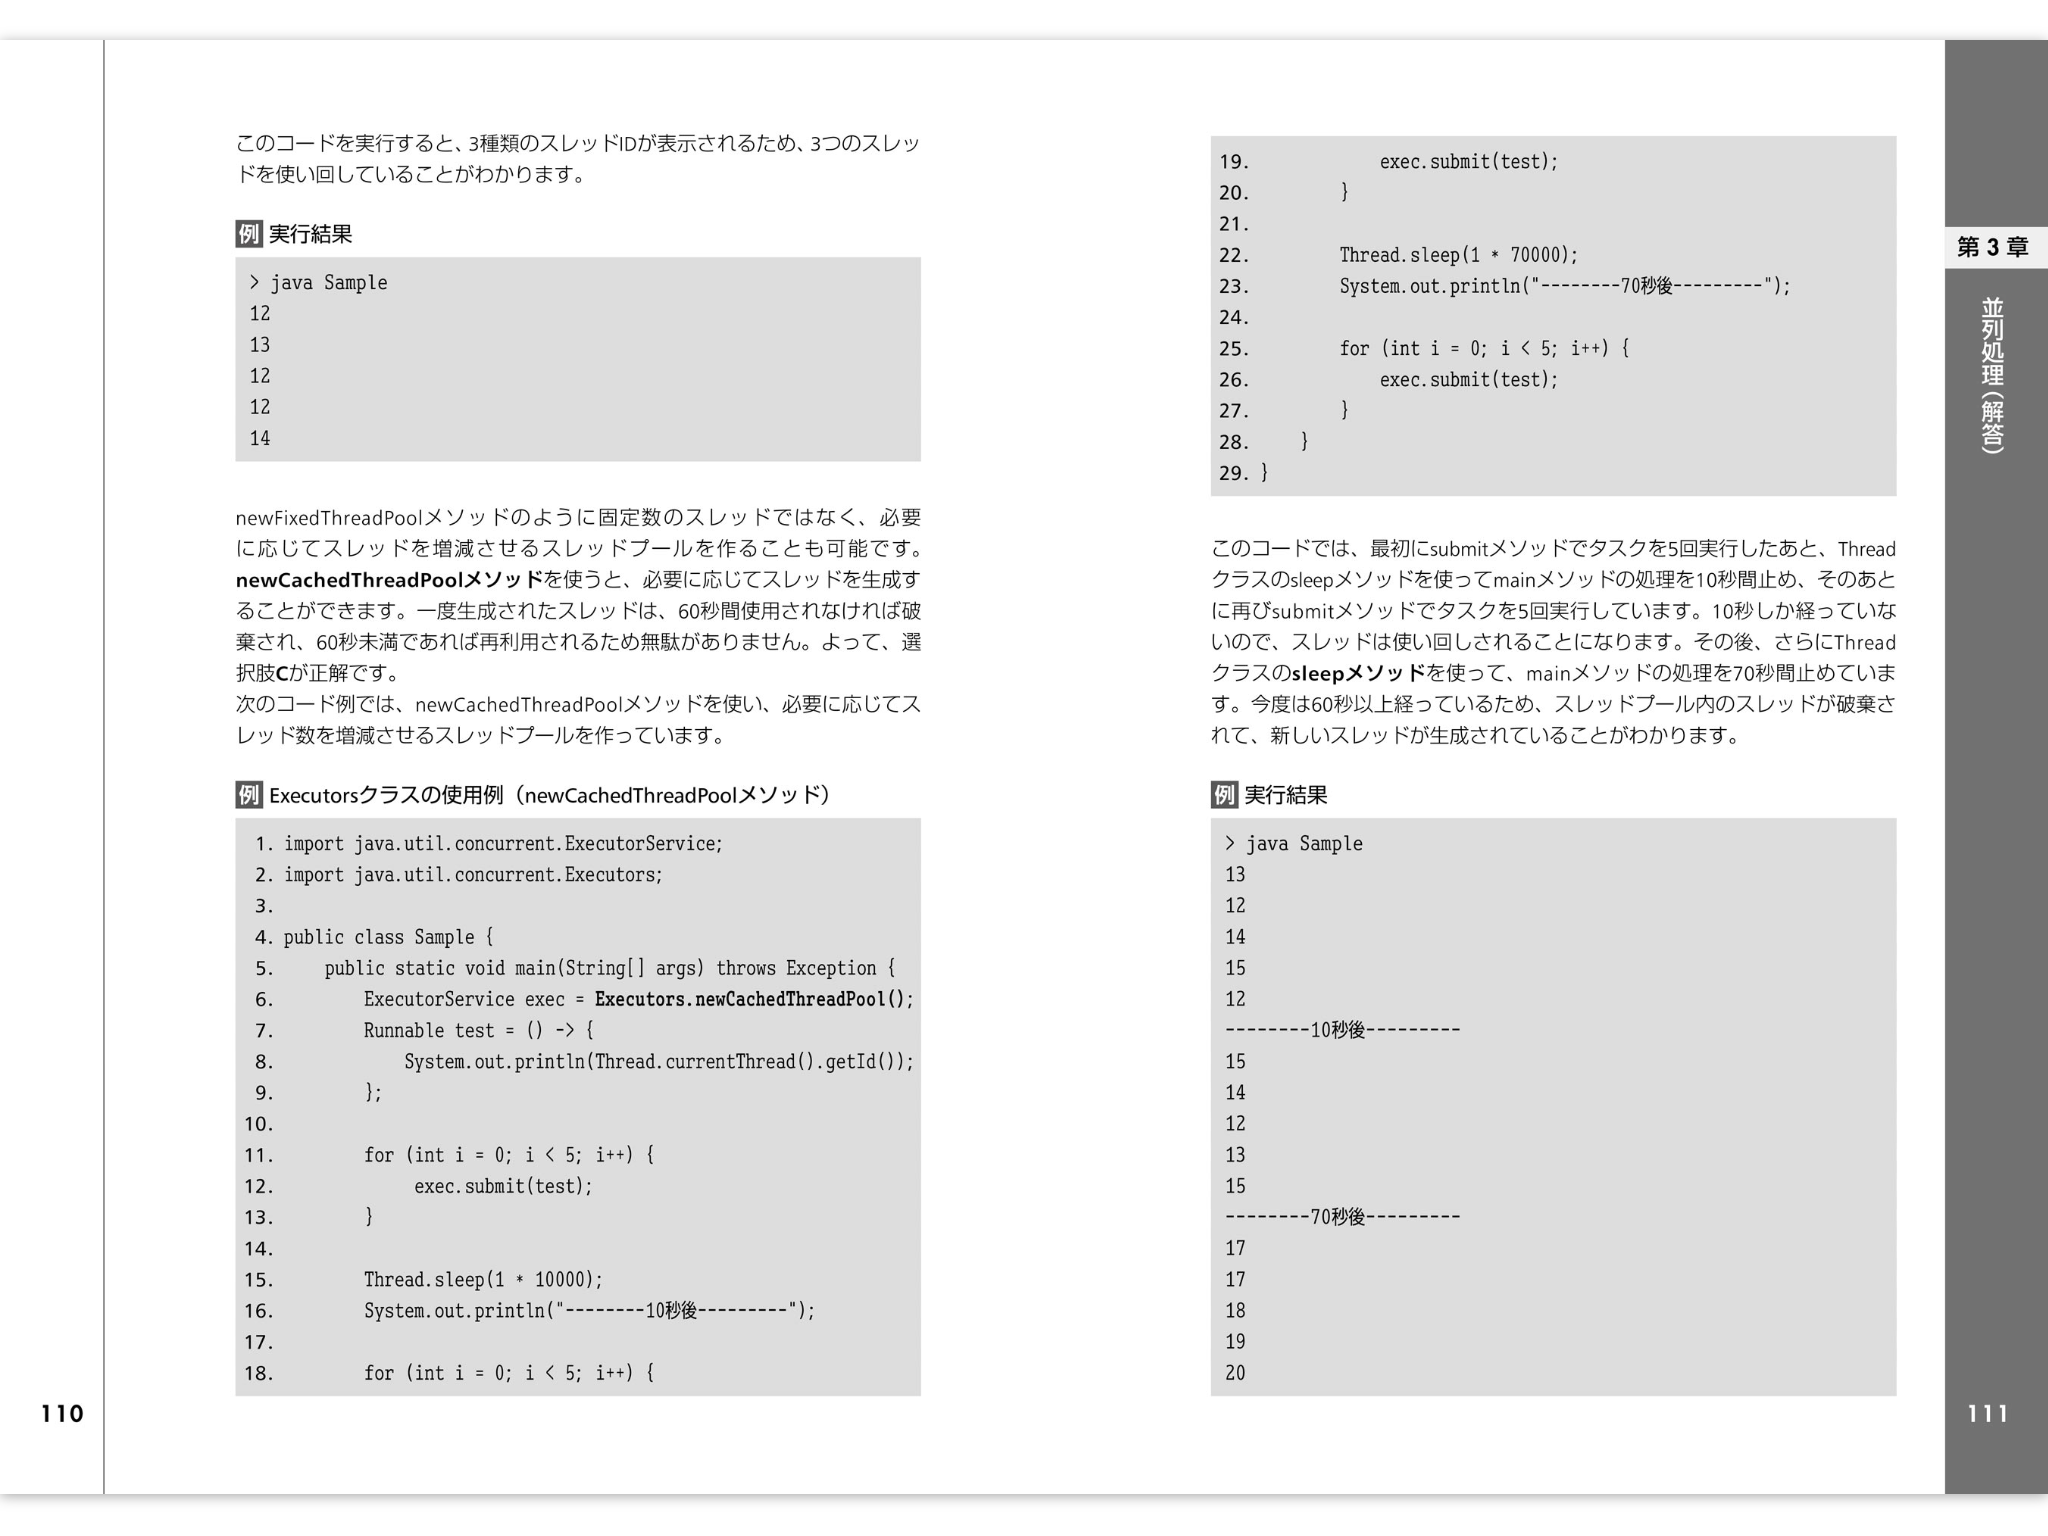 このコードを実行すると、3種類のスレッドIDが表示されるため、3つのスレッ
ドを使い回していることがわかります。
例 実行結果
> java Sample
12
13
12
12
14
newFixedThreadPoolメソッドのように固定数のスレッドではなく、必要
に応じてスレッドを増減させるスレッドプールを作ることも可能です。
newCachedThreadPoolメソッドを使うと、必要に応じてスレッドを生成す
ることができます。一度生成されたスレッドは、60秒間使用されなければ破
棄され、60秒未満であれば再利用されるため無駄がありません。よって、選
択肢Cが正解です。
次のコード例では、newCachedThreadPoolメソッドを使い、必要に応じてス
レッド数を増減させるスレッドプールを作っています。
例 Executorsクラスの使用例（newCachedThreadPoolメソッド）
1. import java.util.concurrent.ExecutorService;
2. import java.util.concurrent.Executors;
3.
4. public class Sample {
5.     public static void main(String[] args) throws Exception {
6.         ExecutorService exec = Executors.newCachedThreadPool();
7.         Runnable test = () -> {
8.             System.out.println(Thread.currentThread().getId());
9.         };
10.
11.         for (int i = 0; i < 5; i++) {
12.              exec.submit(test);
13.         }
14.
15.         Thread.sleep(1 * 10000);
16.         System.out.println("--------10秒後---------");
17.
18.         for (int i = 0; i < 5; i++) {
110
19.             exec.submit(test);
20.         }
21.
22.         Thread.sleep(1 * 70000);
23.         System.out.println("--------70秒後---------");
24.
25.         for (int i = 0; i < 5; i++) {
26.             exec.submit(test);
27.         }
28.     }
29. }
このコードでは、最初にsubmitメソッドでタスクを5回実行したあと、Thread
クラスのsleepメソッドを使ってmainメソッドの処理を10秒間止め、そのあと
に再びsubmitメソッドでタスクを5回実行しています。10秒しか経っていな
いので、スレッドは使い回しされることになります。その後、さらにThread
クラスのsleepメソッドを使って、mainメソッドの処理を70秒間止めていま
す。今度は60秒以上経っているため、スレッドプール内のスレッドが破棄さ
れて、新しいスレッドが生成されていることがわかります。
例 実行結果
> java Sample
13
12
14
15
12
--------10秒後---------
15
14
12
13
15
--------70秒後---------
17
17
18
19
20
第3章
並列処理（解答）
111